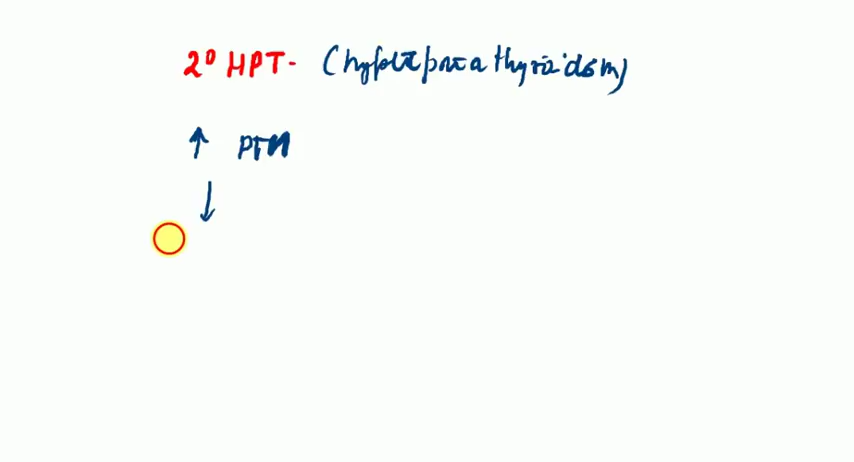 2° HPT- (hyperparathyroidism)
↑ PTH
↓